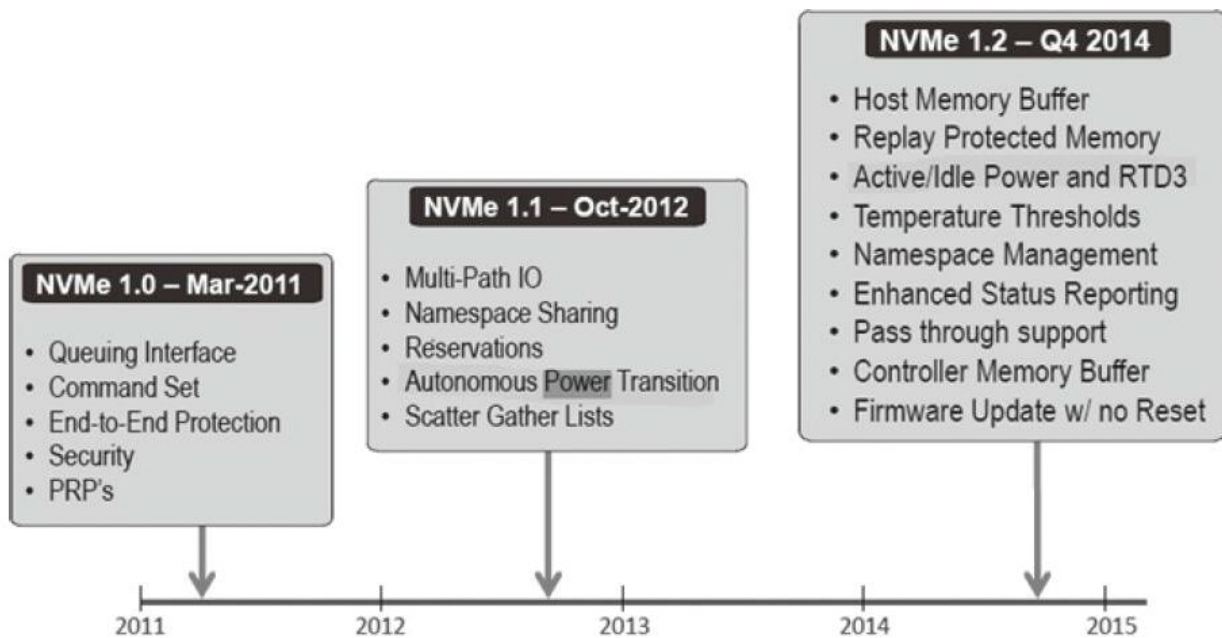 NVMe 1.0 – Mar-2011
• Queuing Interface
• Command Set
• End-to-End Protection
• Security
• PRP's
NVMe 1.1 – Oct-2012
• Multi-Path IO
• Namespace Sharing
• Reservations
• Autonomous Power Transition
• Scatter Gather Lists
NVMe 1.2 – Q4 2014
• Host Memory Buffer
• Replay Protected Memory
• Active/Idle Power and RTD3
• Temperature Thresholds
• Namespace Management
• Enhanced Status Reporting
• Pass through support
• Controller Memory Buffer
• Firmware Update w/ no Reset
2011 2012 2013 2014 2015